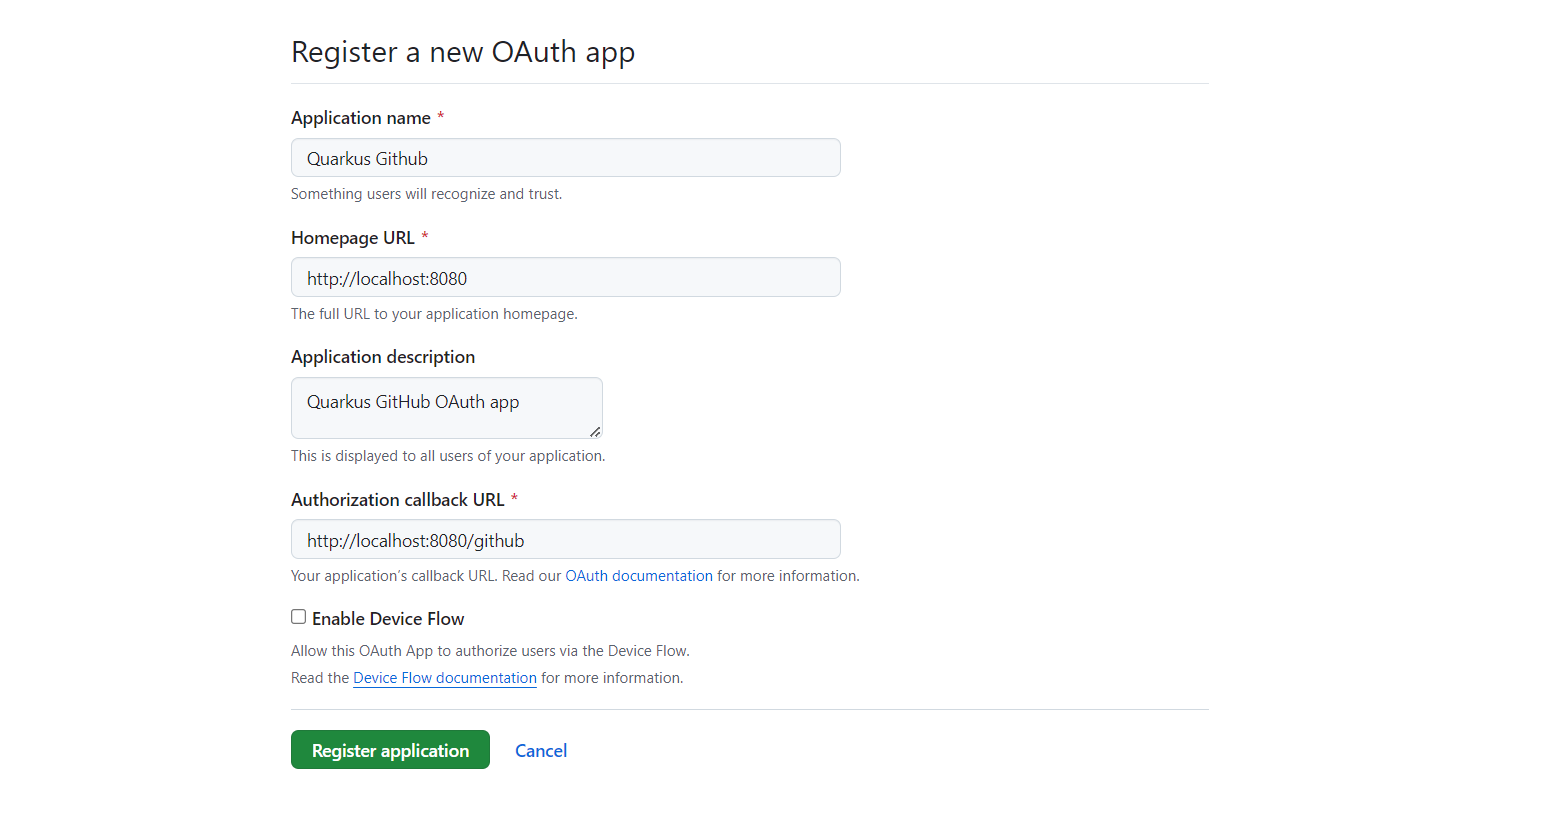 Register a new OAuth app
Application name *
Quarkus Github
Something users will recognize and trust.
Homepage URL *
http://localhost:8080
The full URL to your application homepage.
Application description
Quarkus GitHub OAuth app
This is displayed to all users of your application.
Authorization callback URL *
http://localhost:8080/github
Your application's callback URL. Read our OAuth documentation for more information.
Enable Device Flow
Allow this OAuth App to authorize users via the Device Flow.
Read the Device Flow documentation for more information.
Register application Cancel